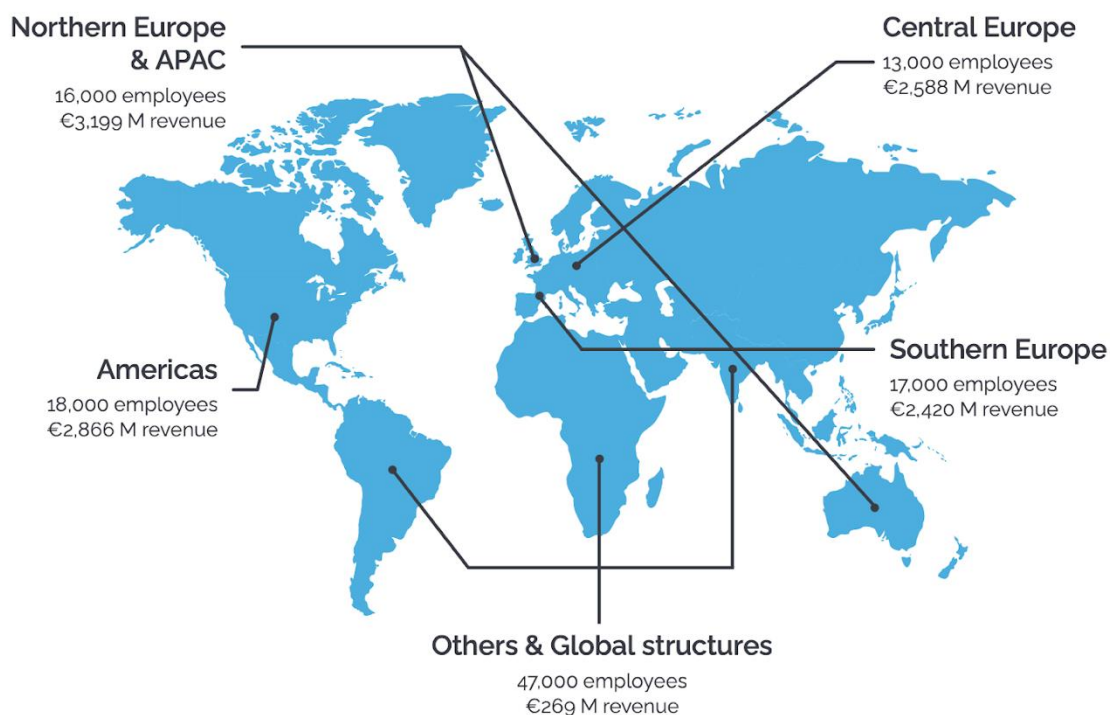 Northern Europe
& APAC
16,000 employees
€3,199 M revenue
Central Europe
13,000 employees
€2,588 M revenue
Americas
18,000 employees
€2,866 M revenue
Southern Europe
17,000 employees
€2,420 M revenue
Others & Global structures
47,000 employees
€269 M revenue